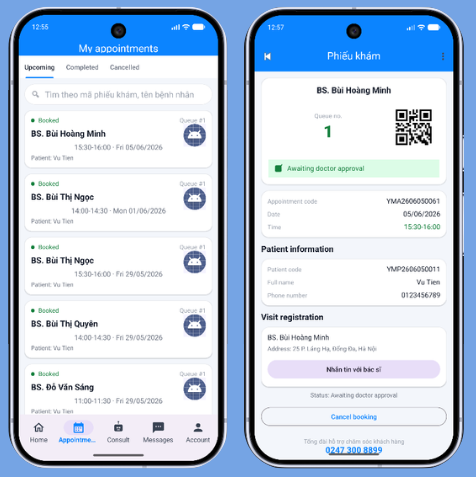 12:55
My appointments
Upcoming Completed Cancelled
Tìm theo mã phiếu khám, tên bệnh nhân
Booked Queue #1
BS. Bùi Hoàng Minh
15:30-16:00 · Fri 05/06/2026
Patient: Vu Tien
Booked Queue #1
BS. Bùi Thị Ngọc
14:00-14:30 · Mon 01/06/2026
Patient: Vu Tien
Booked Queue #1
BS. Bùi Thị Ngọc
15:30-16:00 · Fri 29/05/2026
Patient: Vu Tien
Booked Queue #1
BS. Bùi Thị Quyên
14:00-14:30 · Fri 29/05/2026
Patient: Vu Tien
Booked Queue #1
BS. Đỗ Văn Sáng
11:00-11:30 · Fri 29/05/2026
Patient: Vu Tien
Home Appointme... Consult Messages Account
12:57
Phiếu khám
BS. Bùi Hoàng Minh
Queue no.
1
Awaiting doctor approval
Appointment code YMA2606050061
Date 05/06/2026
Time 15:30-16:00
Patient information
Patient code YMP2606050011
Full name Vu Tien
Phone number 0123456789
Visit registration
BS. Bùi Hoàng Minh
Address: 25 P. Láng Hạ, Đống Đa, Hà Nội
Nhắn tin với bác sĩ
Status: Awaiting doctor approval
Cancel booking
Tổng đài hỗ trợ chăm sóc khách hàng
0247 300 8899